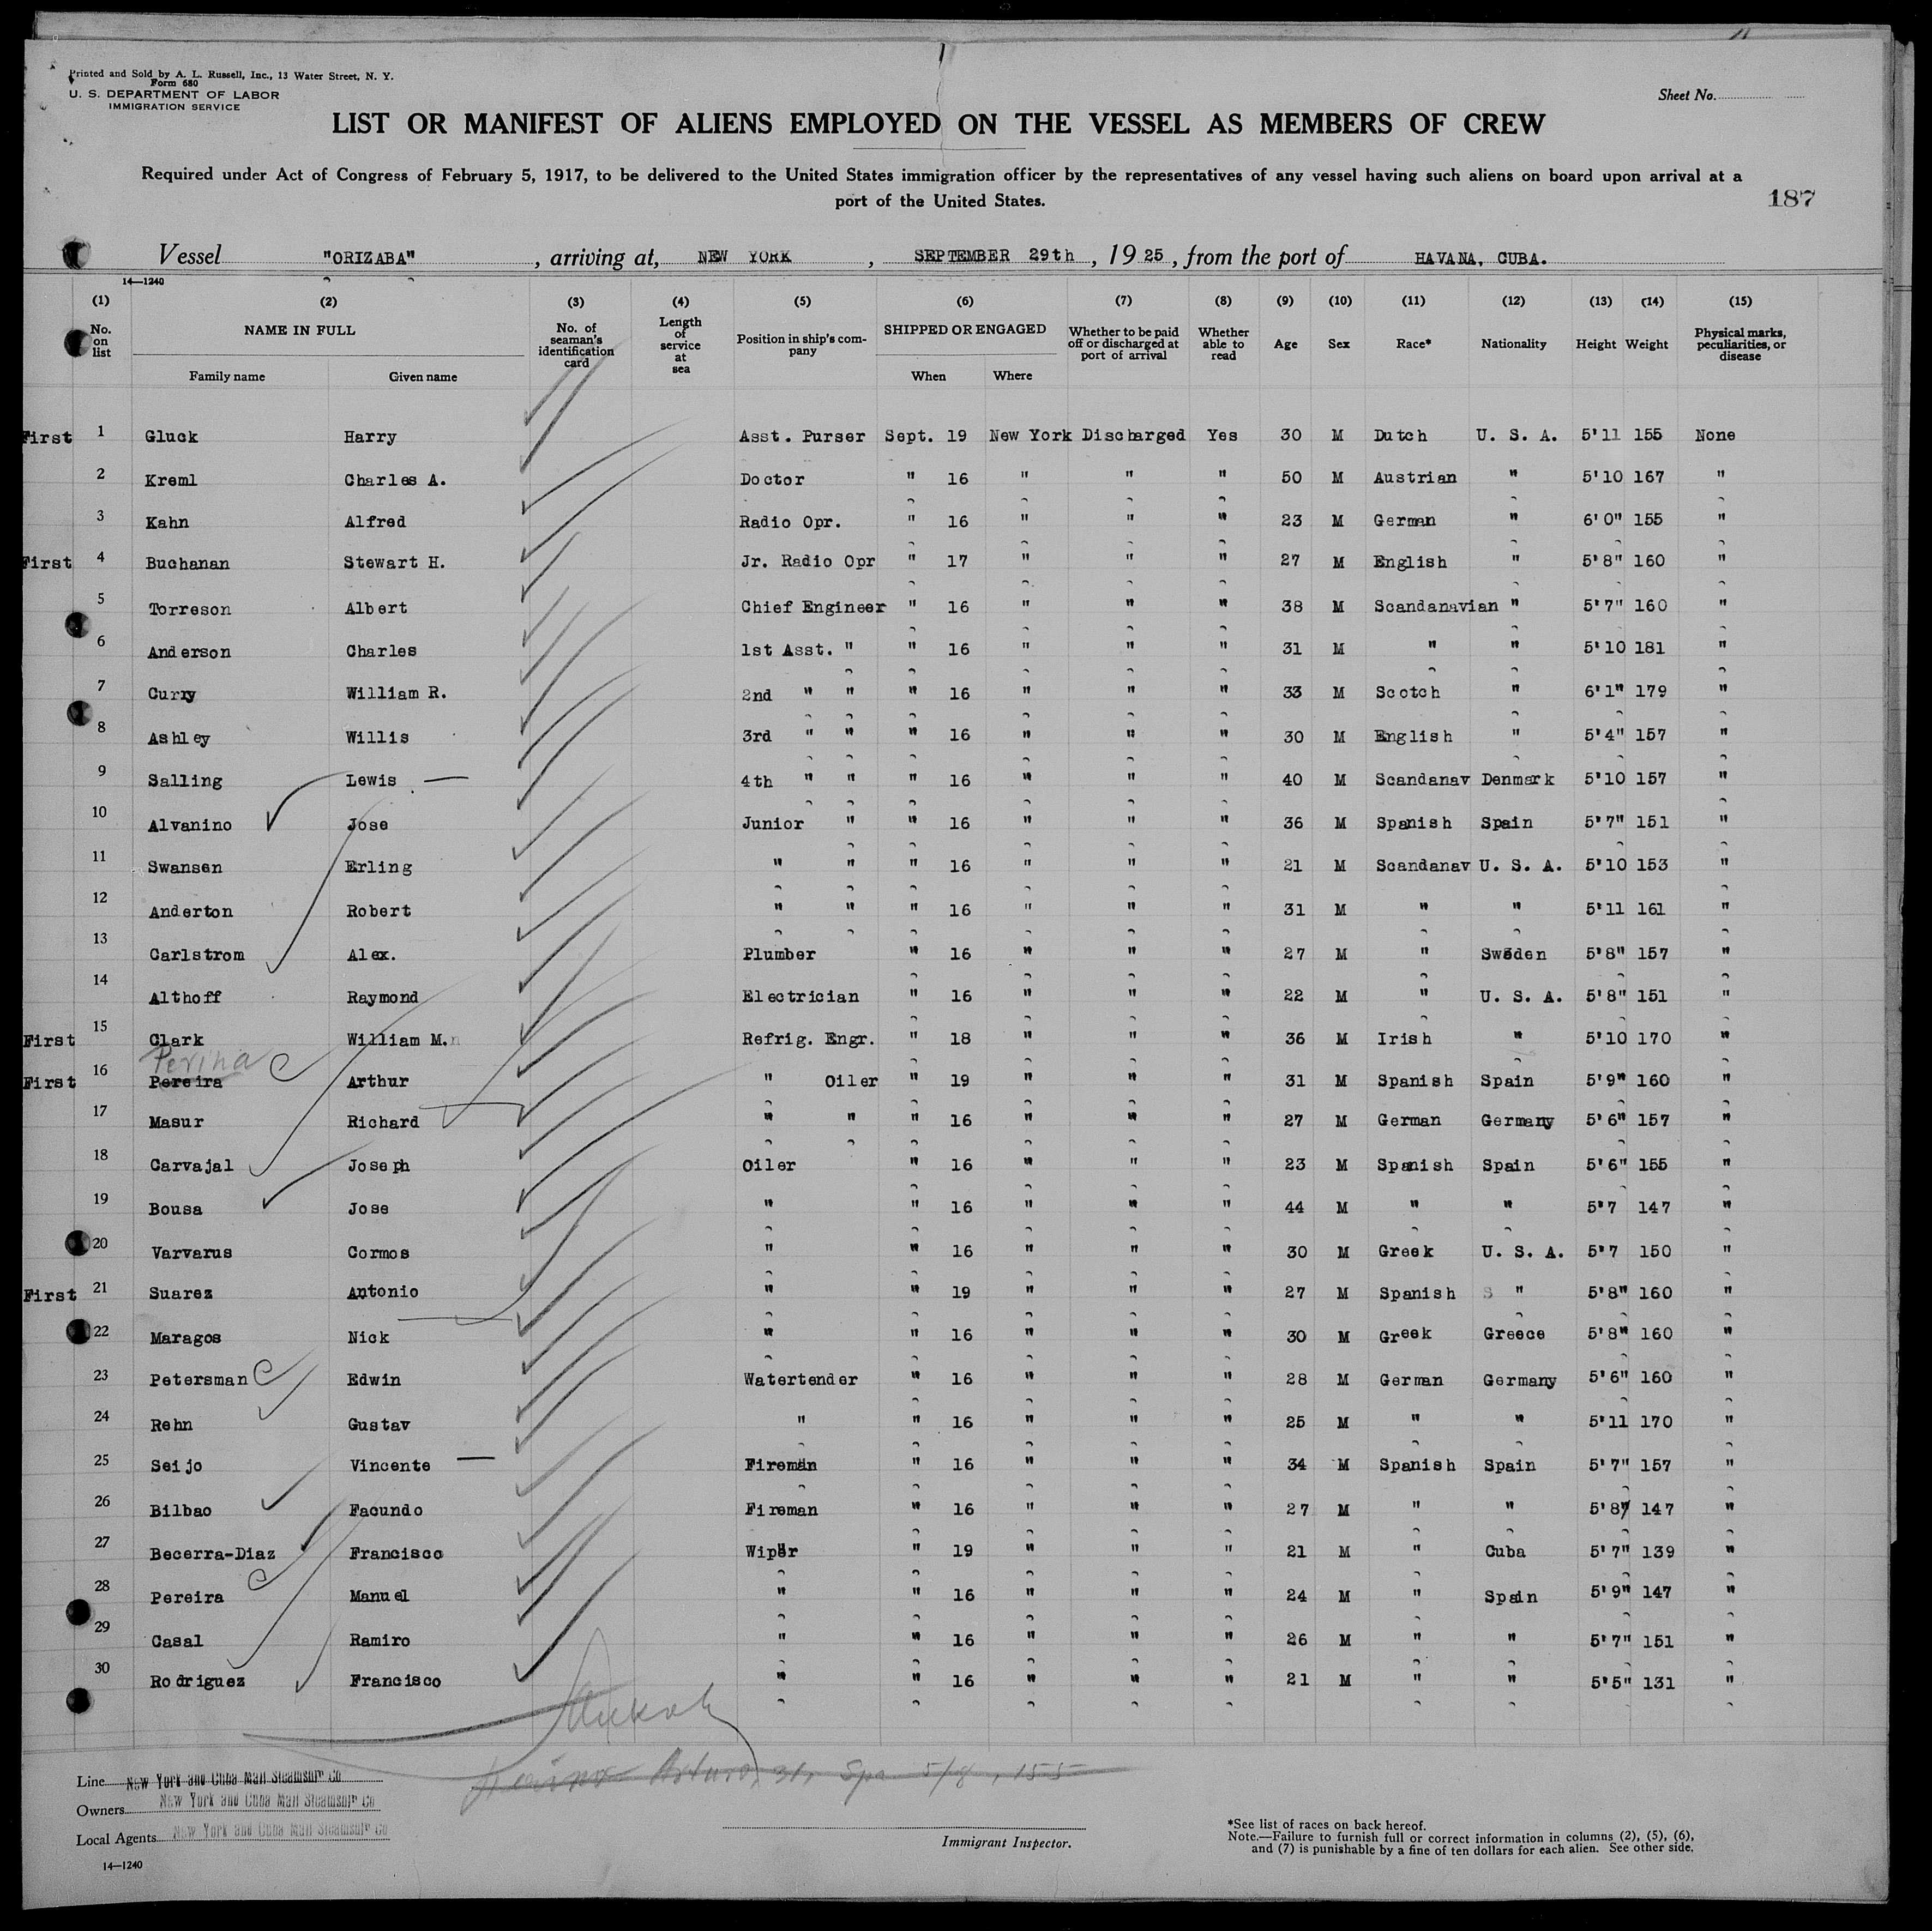 Printed and Sold by A. L. Russell, Inc., 13 Water Street, N. Y.
Form 680
U. S. DEPARTMENT OF LABOR
IMMIGRATION SERVICE
Sheet No.
LIST OR MANIFEST OF ALIENS EMPLOYED ON THE VESSEL AS MEMBERS OF CREW
Required under Act of Congress of February 5, 1917, to be delivered to the United States immigration officer by the representatives of any vessel having such aliens on board upon arrival at a
port of the United States.
187
Vessel "ORIZABA", arriving at, NEW YORK, SEPTEMBER 29th, 1925, from the port of HAVANA, CUBA.
14—1240
(1) (2) (3) (4) (5) (6) (7) (8) (9) (10) (11) (12) (13) (14) (15)
No. on list NAME IN FULL Family name Given name No. of seaman's identification card Length of service at sea Position in ship's company SHIPPED OR ENGAGED When Where Whether to be paid off or discharged at port of arrival Whether able to read Age Sex Race* Nationality Height Weight Physical marks, peculiarities, or disease
First 1 Gluck Harry Asst. Purser Sept. 19 New York Discharged Yes 30 M Dutch U. S. A. 5'11 155 None
2 Kreml Charles A. Doctor " 16 " " " 50 M Austrian " 5'10 167 "
3 Kahn Alfred Radio Opr. " 16 " " " 23 M German " 6'0" 155 "
First 4 Buchanan Stewart H. Jr. Radio Opr " 17 " " " 27 M English " 5'8" 160 "
5 Torreson Albert Chief Engineer " 16 " " " 38 M Scandanavian " 5'7" 160 "
6 Anderson Charles 1st Asst. " " 16 " " " 31 M " " 5'10 181 "
7 Curry William R. 2nd " " " 16 " " " 33 M Scotch " 6'1" 179 "
8 Ashley Willis 3rd " " " 16 " " " 30 M English " 5'4" 157 "
9 Salling Lewis 4th " " " 16 " " " 40 M Scandanav Denmark 5'10 157 "
10 Alvanino Jose Junior " " 16 " " " 36 M Spanish Spain 5'7" 151 "
11 Swansen Erling " " " 16 " " " 21 M Scandanav U. S. A. 5'10 153 "
12 Anderton Robert " " " 16 " " " 31 M " " 5'11 161 "
13 Carlstrom Alex. Plumber " 16 " " " 27 M " Sweden 5'8" 157 "
14 Althoff Raymond Electrician " 16 " " " 22 M " U. S. A. 5'8" 151 "
First 15 Clark William M. Refrig. Engr. " 18 " " " 36 M Irish " 5'10 170 "
Perina
First 16 Pereira Arthur " Oiler " 19 " " " 31 M Spanish Spain 5'9" 160 "
17 Masur Richard " " " 16 " " " 27 M German Germany 5'6" 157 "
18 Carvajal Joseph Oiler " 16 " " " 23 M Spanish Spain 5'6" 155 "
19 Bousa Jose " " 16 " " " 44 M " " 5'7 147 "
20 Varvarus Cormos " " 16 " " " 30 M Greek U. S. A. 5'7 150 "
First 21 Suarez Antonio " " 19 " " " 27 M Spanish " 5'8" 160 "
22 Maragos Nick " " 16 " " " 30 M Greek Greece 5'8" 160 "
23 Petersman Edwin Watertender " 16 " " " 28 M German Germany 5'6" 160 "
24 Rehn Gustav " " 16 " " " 25 M " " 5'11 170 "
25 Seijo Vincente Fireman " 16 " " " 34 M Spanish Spain 5'7" 157 "
26 Bilbao Facundo Fireman " 16 " " " 27 M " " 5'8" 147 "
27 Becerra-Diaz Francisco Wiper " 19 " " " 21 M " Cuba 5'7" 139 "
28 Pereira Manuel " " 16 " " " 24 M " Spain 5'9" 147 "
29 Casal Ramiro " " 16 " " " 26 M " " 5'7" 151 "
30 Rodriguez Francisco " " 16 " " " 21 M " " 5'5" 131 "
Arturo, 31, Spa 5/8, 155
Line New York and Cuba Mail Steamship Co
Owners New York and Cuba Mail Steamship Co
Local Agents New York and Cuba Mail Steamship Co
14—1240
Immigrant Inspector.
*See list of races on back hereof.
Note.—Failure to furnish full or correct information in columns (2), (5), (6),
and (7) is punishable by a fine of ten dollars for each alien. See other side.